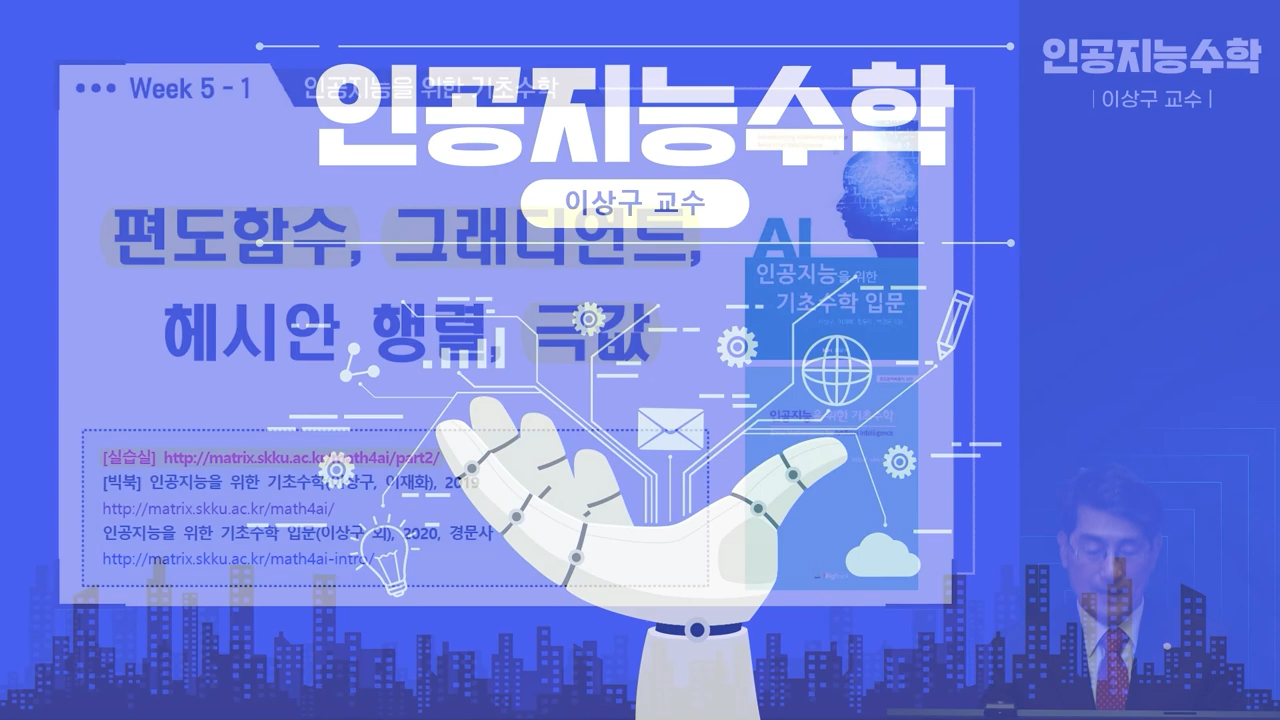 인공지능수학
이상구 교수
Week 5 - 1
인공지능을 위한 기초수학
편도함수, 그래디언트,
헤시안 행렬, 극값
[실습실] http://matrix.skku.ac.kr/math4ai/part2/
[빅북] 인공지능을 위한 기초수학(이상구, 이재화), 2019
http://matrix.skku.ac.kr/math4ai/
인공지능을 위한 기초수학 입문(이상구 외), 2020, 경문사
http://matrix.skku.ac.kr/math4ai-intro/
AI
인공지능을 위한
기초수학 입문
인공지능을 위한 기초수학
인공지능수학
| 이상구 교수 |